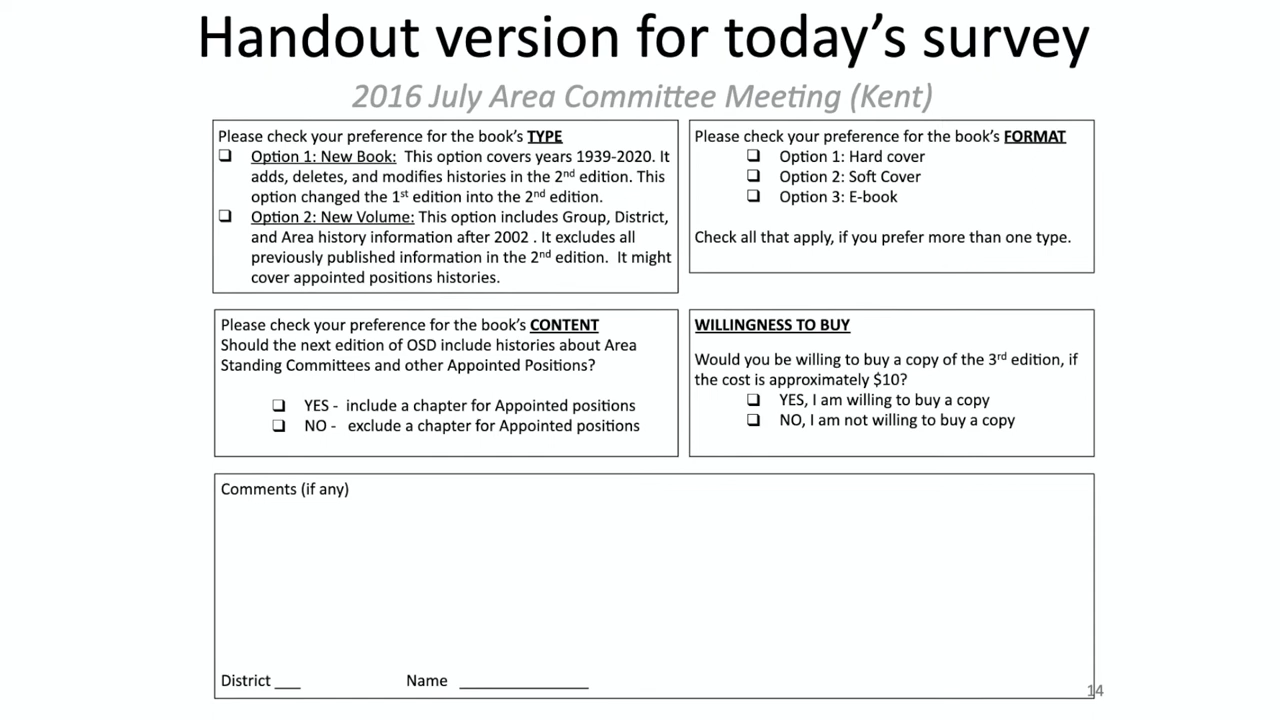 Handout version for today's survey
2016 July Area Committee Meeting (Kent)
Please check your preference for the book's TYPE
❑ Option 1: New Book: This option covers years 1939-2020. It
adds, deletes, and modifies histories in the 2nd edition. This
option changed the 1st edition into the 2nd edition.
❑ Option 2: New Volume: This option includes Group, District,
and Area history information after 2002 . It excludes all
previously published information in the 2nd edition. It might
cover appointed positions histories.
Please check your preference for the book's FORMAT
❑ Option 1: Hard cover
❑ Option 2: Soft Cover
❑ Option 3: E-book
Check all that apply, if you prefer more than one type.
Please check your preference for the book's CONTENT
Should the next edition of OSD include histories about Area
Standing Committees and other Appointed Positions?
❑ YES - include a chapter for Appointed positions
❑ NO - exclude a chapter for Appointed positions
WILLINGNESS TO BUY
Would you be willing to buy a copy of the 3rd edition, if
the cost is approximately $10?
❑ YES, I am willing to buy a copy
❑ NO, I am not willing to buy a copy
Comments (if any)
District ___ Name _______________
14